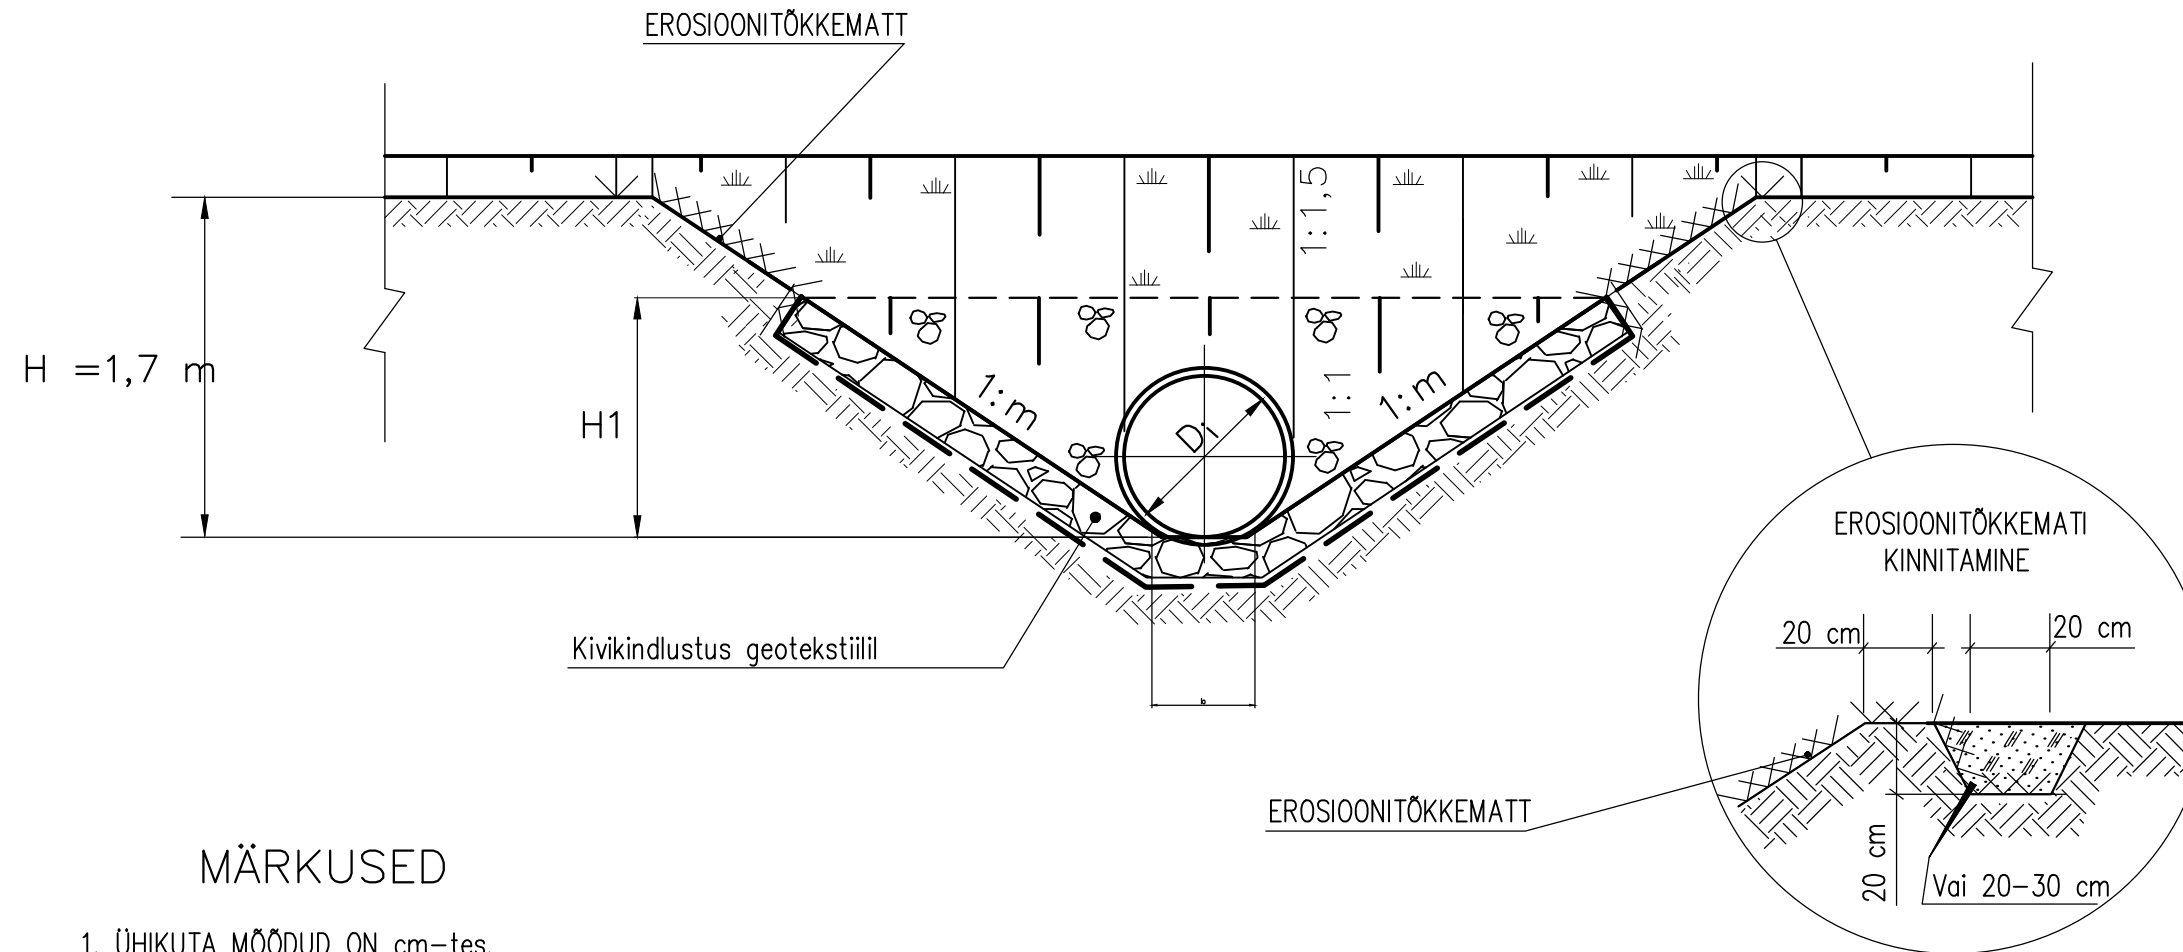 EROSIOONITÕKKEMATT
1:1,5
H =1,7 m
H1
1:m
Di
1:1
1:m
EROSIOONITÕKKEMATI
KINNITAMINE
20 cm
20 cm
Kivikindlustus geotekstiilil
b
EROSIOONITÕKKEMATT
20 cm
Vai 20-30 cm
MÄRKUSED
1. ÜHIKUTA MÕÕDUD ON cm-tes.